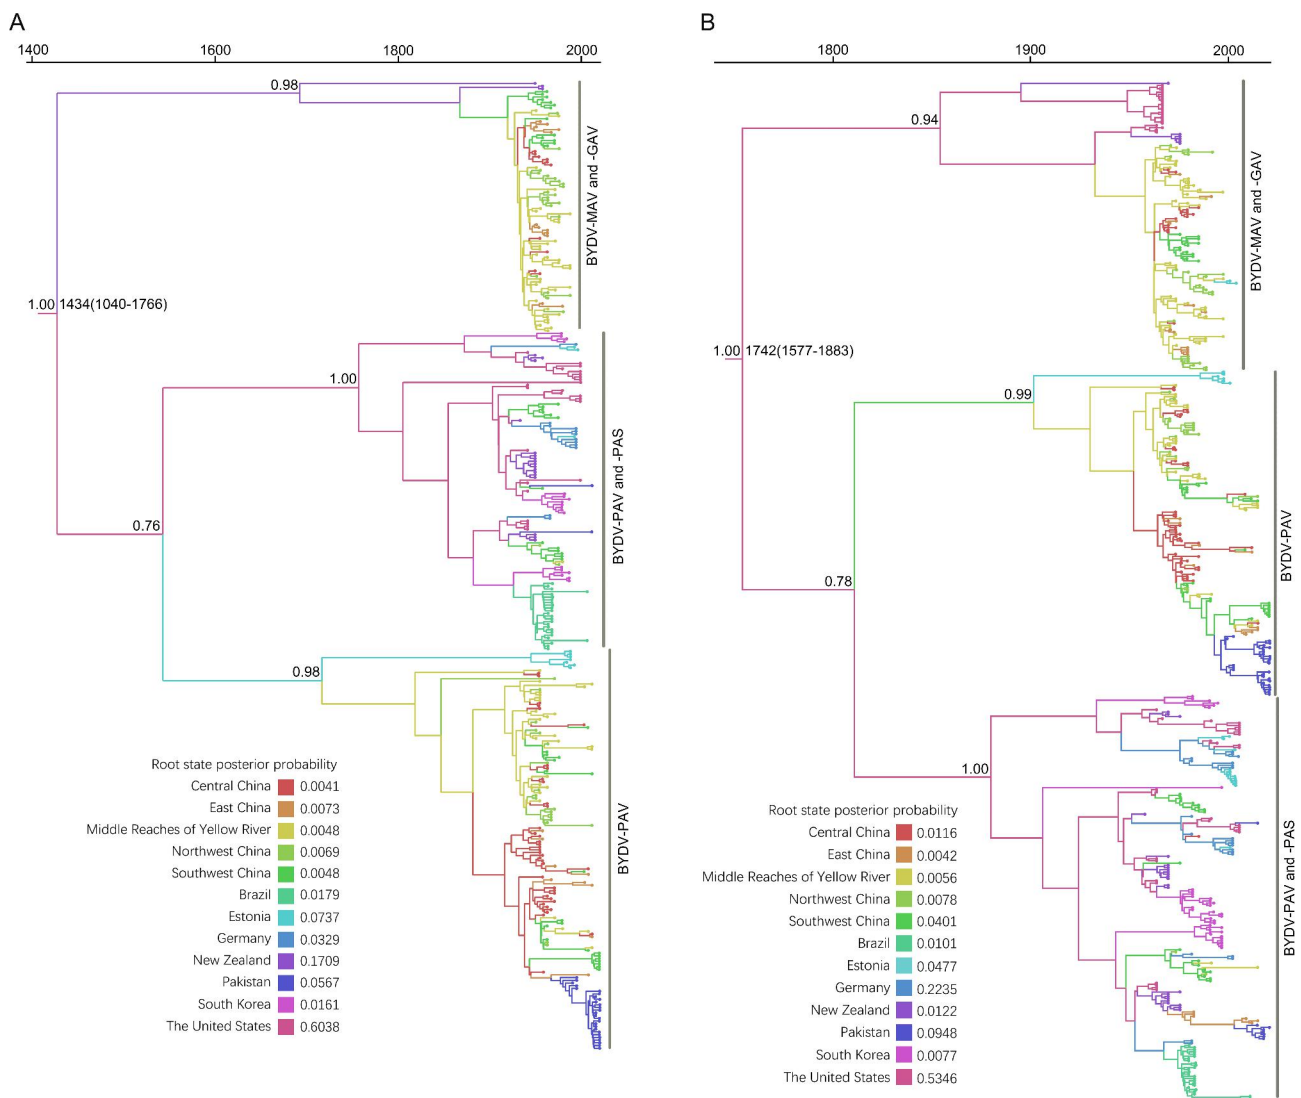 A
1400 1600 1800 2000
0.98
BYDV-MAV and -GAV
1.00 1434(1040-1766)
1.00
BYDV-PAV and -PAS
0.76
0.98
BYDV-PAV
Root state posterior probability
Central China 0.0041
East China 0.0073
Middle Reaches of Yellow River 0.0048
Northwest China 0.0069
Southwest China 0.0048
Brazil 0.0179
Estonia 0.0737
Germany 0.0329
New Zealand 0.1709
Pakistan 0.0567
South Korea 0.0161
The United States 0.6038
B
1800 1900 2000
0.94
BYDV-MAV and -GAV
1.00 1742(1577-1883)
0.99
BYDV-PAV
0.78
1.00
BYDV-PAV and -PAS
Root state posterior probability
Central China 0.0116
East China 0.0042
Middle Reaches of Yellow River 0.0056
Northwest China 0.0078
Southwest China 0.0401
Brazil 0.0101
Estonia 0.0477
Germany 0.2235
New Zealand 0.0122
Pakistan 0.0948
South Korea 0.0077
The United States 0.5346